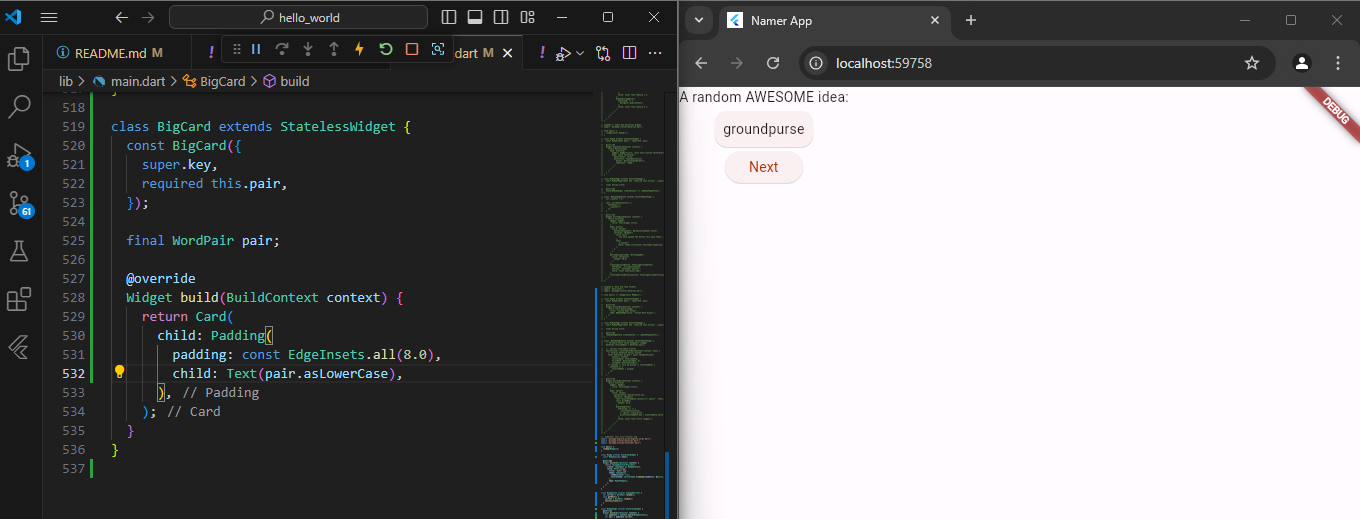 hello_world
README.md M
dart M
lib > main.dart > BigCard > build
518
519 class BigCard extends StatelessWidget {
520 const BigCard({
521 super.key,
522 required this.pair,
523 });
524
525 final WordPair pair;
526
527 @override
528 Widget build(BuildContext context) {
529 return Card(
530 child: Padding(
531 padding: const EdgeInsets.all(8.0),
532 child: Text(pair.asLowerCase),
533 ), // Padding
534 ); // Card
535 }
536 }
537
1
61
Namer App
localhost:59758
A random AWESOME idea:
groundpurse
Next
DEBUG